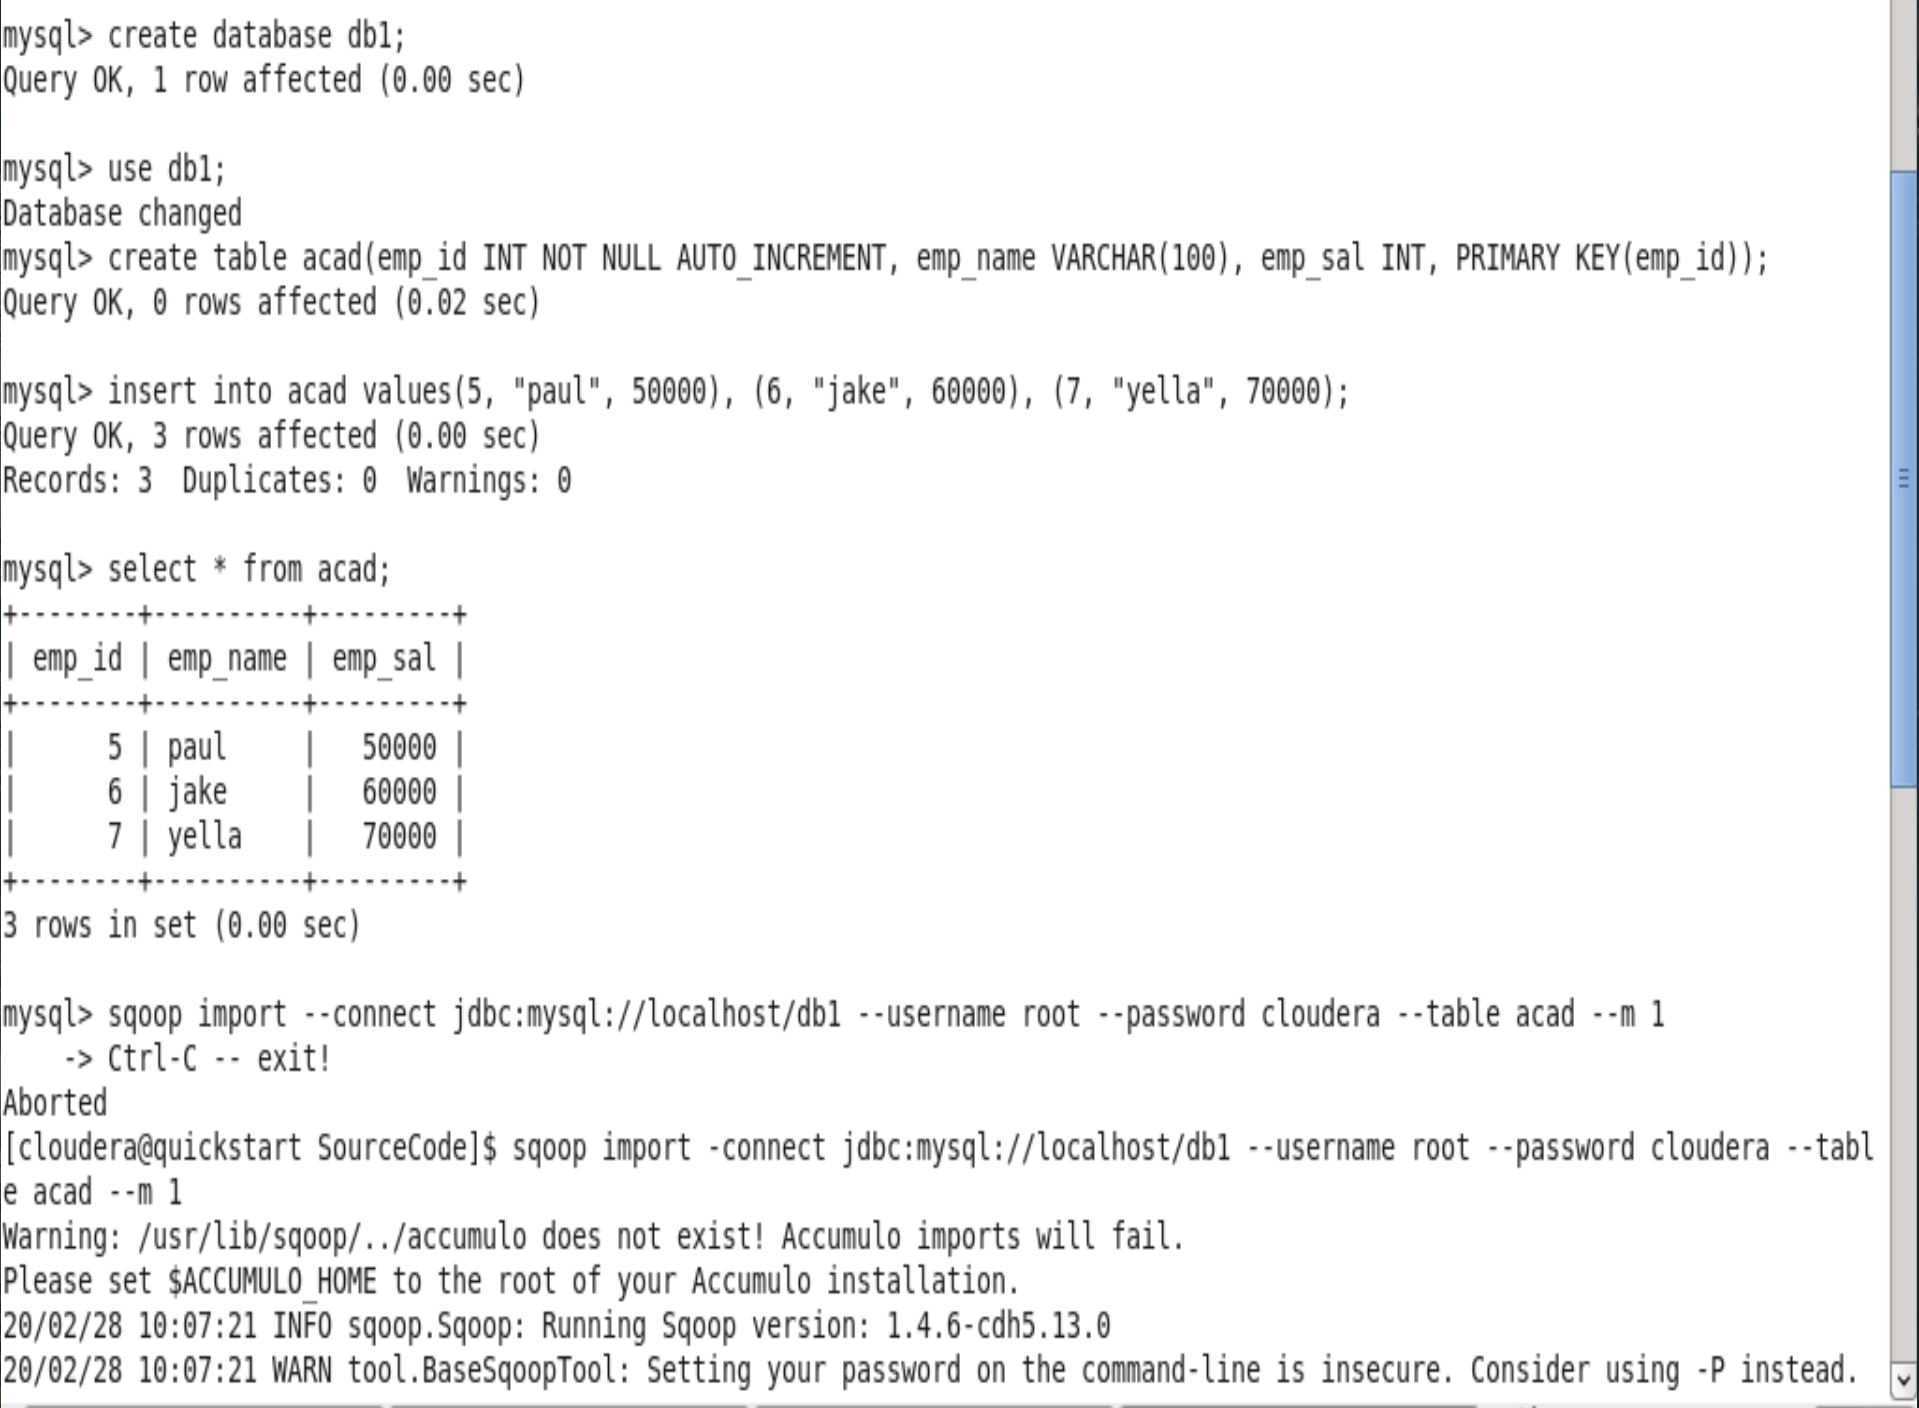 mysql> create database db1;
Query OK, 1 row affected (0.00 sec)
mysql> use db1;
Database changed
mysql> create table acad(emp_id INT NOT NULL AUTO_INCREMENT, emp_name VARCHAR(100), emp_sal INT, PRIMARY KEY(emp_id));
Query OK, 0 rows affected (0.02 sec)
mysql> insert into acad values(5, "paul", 50000), (6, "jake", 60000), (7, "yella", 70000);
Query OK, 3 rows affected (0.00 sec)
Records: 3  Duplicates: 0  Warnings: 0
mysql> select * from acad;
+--------+----------+---------+
| emp_id | emp_name | emp_sal |
+--------+----------+---------+
|      5 | paul     |   50000 |
|      6 | jake     |   60000 |
|      7 | yella    |   70000 |
+--------+----------+---------+
3 rows in set (0.00 sec)
mysql> sqoop import --connect jdbc:mysql://localhost/db1 --username root --password cloudera --table acad --m 1
    -> Ctrl-C -- exit!
Aborted
[cloudera@quickstart SourceCode]$ sqoop import -connect jdbc:mysql://localhost/db1 --username root --password cloudera --tabl
e acad --m 1
Warning: /usr/lib/sqoop/../accumulo does not exist! Accumulo imports will fail.
Please set $ACCUMULO_HOME to the root of your Accumulo installation.
20/02/28 10:07:21 INFO sqoop.Sqoop: Running Sqoop version: 1.4.6-cdh5.13.0
20/02/28 10:07:21 WARN tool.BaseSqoopTool: Setting your password on the command-line is insecure. Consider using -P instead.